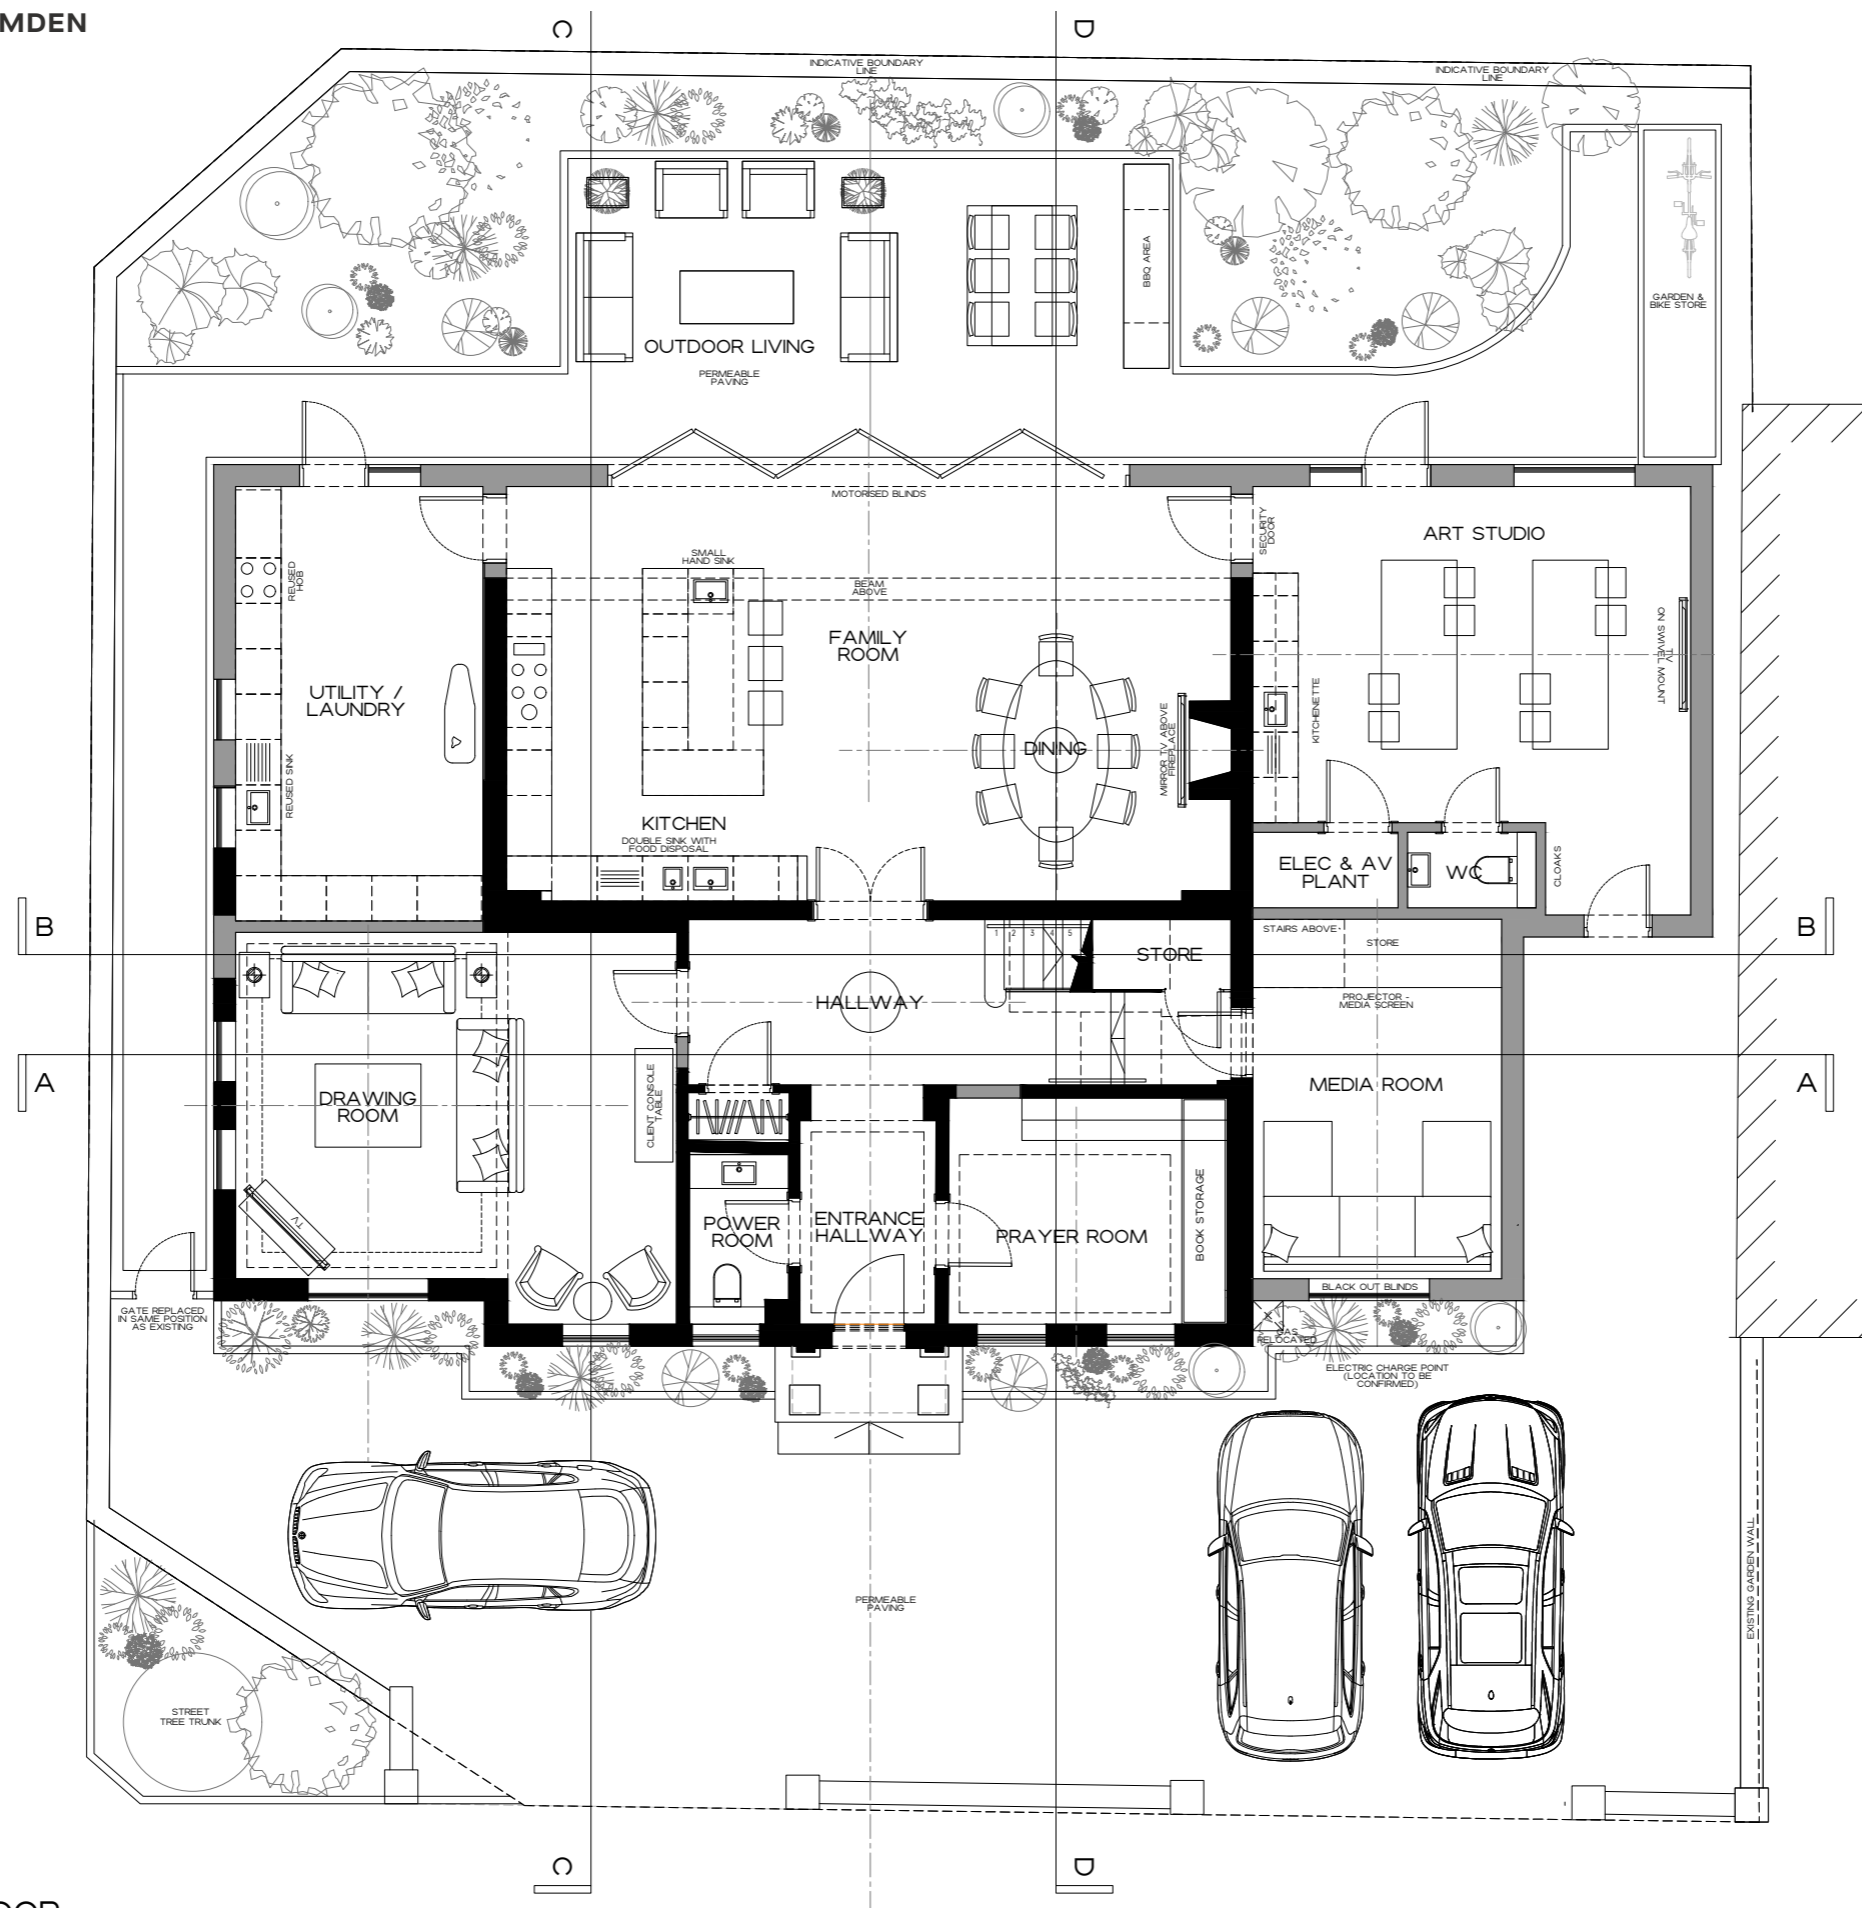 MDEN
C
D
INDICATIVE BOUNDARY
LINE
INDICATIVE BOUNDARY
LINE
BBQ AREA
GARDEN &
BIKE STORE
OUTDOOR LIVING
PERMEABLE
PAVING
MOTORISED BLINDS
SECURITY
DOOR
ART STUDIO
REUSED
HOB
SMALL
HAND SINK
BEAM
ABOVE
FAMILY
ROOM
TV
ON SWIVEL MOUNT
UTILITY /
LAUNDRY
KITCHENETTE
DINING
MIRROR TV ABOVE
FIREPLACE
REUSED SINK
KITCHEN
DOUBLE SINK WITH
FOOD DISPOSAL
ELEC & AV
PLANT
WC
CLOAKS
B
B
1 2 3 4 5
STORE
STAIRS ABOVE
STORE
HALLWAY
PROJECTOR -
MEDIA SCREEN
A
A
MEDIA ROOM
DRAWING
ROOM
CLIENT CONSOLE
TABLE
TV
POWER
ROOM
ENTRANCE
HALLWAY
PRAYER ROOM
BOOK STORAGE
BLACK OUT BLINDS
GATE REPLACED
IN SAME POSITION
AS EXISTING
GAS
RELOCATED
ELECTRIC CHARGE POINT
(LOCATION TO BE
CONFIRMED)
EXISTING GARDEN WALL
PERMEABLE
PAVING
STREET
TREE TRUNK
C
D